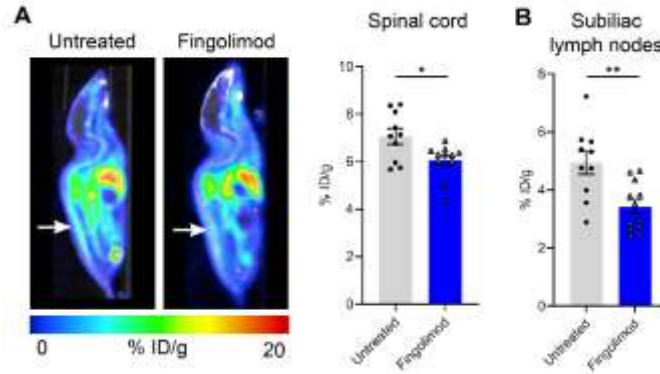 A
Untreated
Fingolimod
0
% ID/g
20
Spinal cord
*
10
8
6
4
2
0
% ID/g
Untreated
Fingolimod
B
Subiliac
lymph nodes
**
8
6
4
2
0
% ID/g
Untreated
Fingolimod